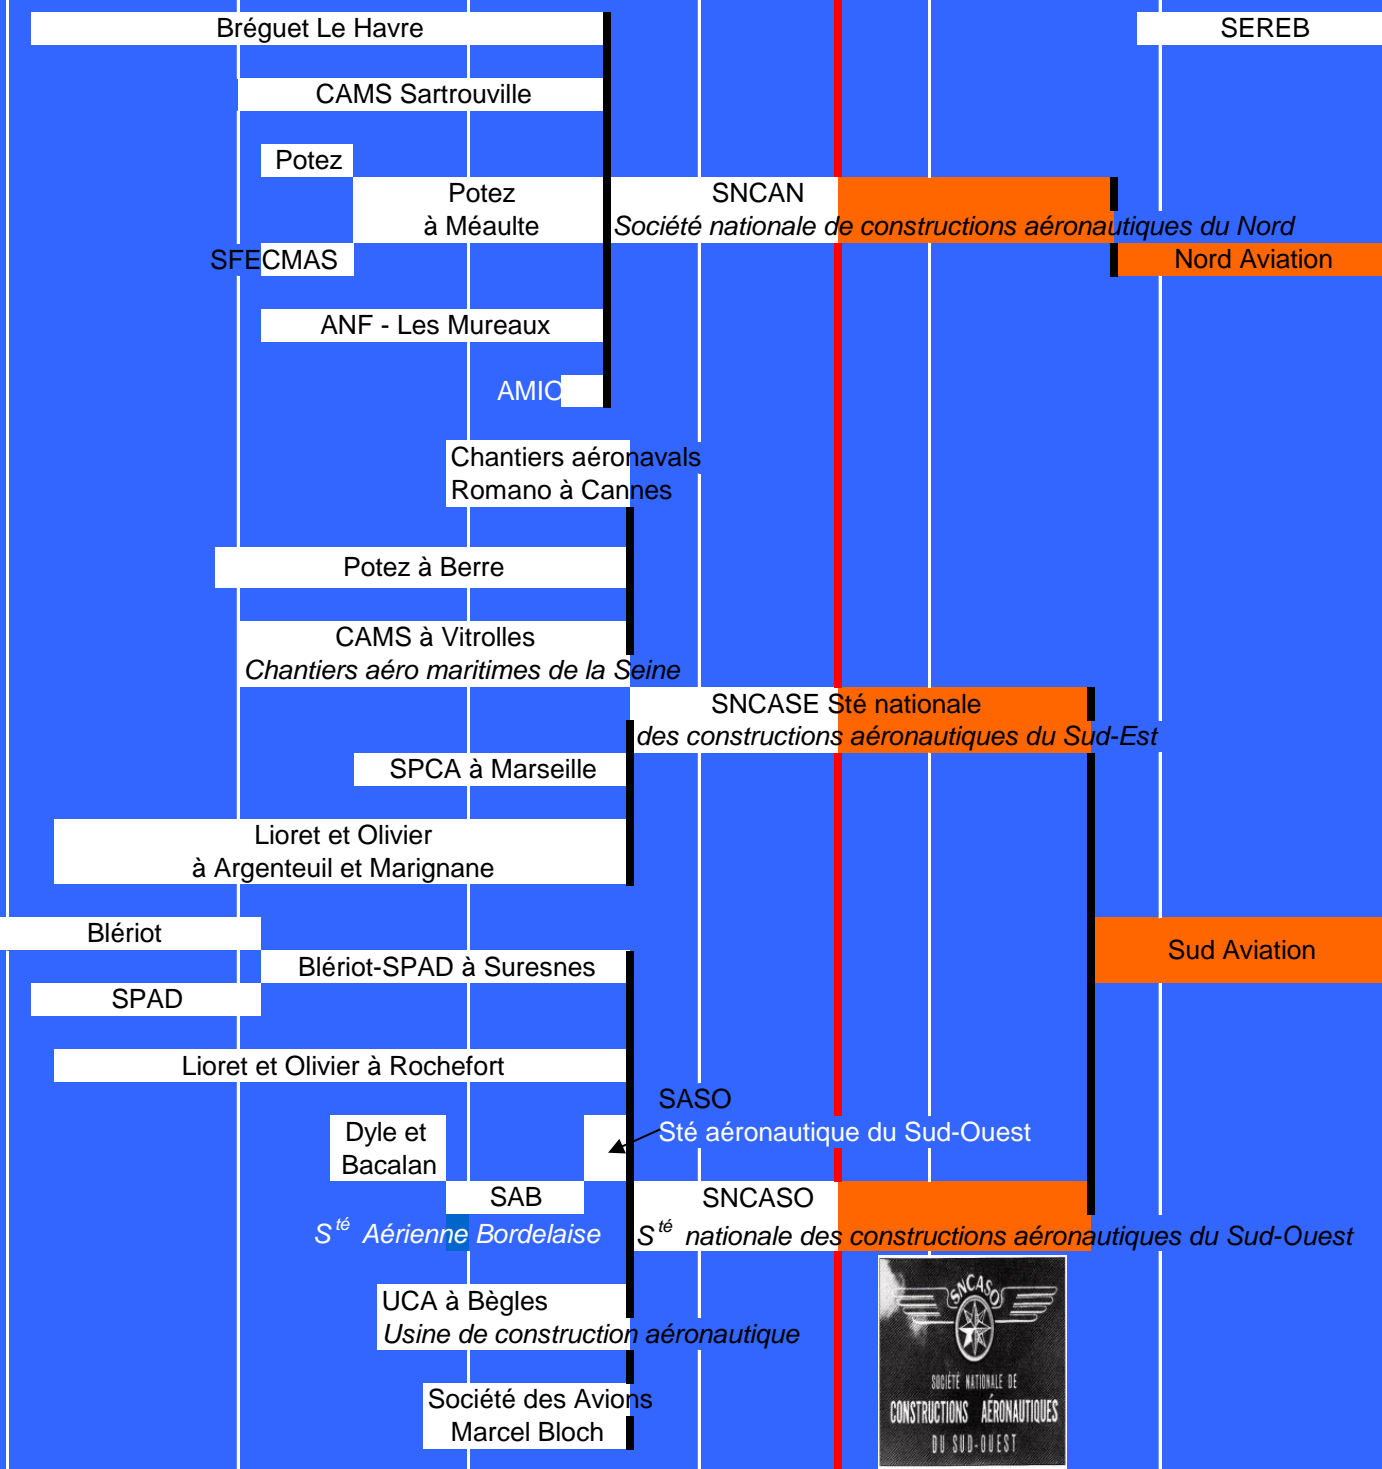 Bréguet Le Havre
SEREB
CAMS Sartrouville
Potez
Potez
à Méaulte
SNCAN
Société nationale de constructions aéronautiques du Nord
SFECMAS
Nord Aviation
ANF - Les Mureaux
AMIO
Chantiers aéronavals
Romano à Cannes
Potez à Berre
CAMS à Vitrolles
Chantiers aéro maritimes de la Seine
SNCASE Sté nationale
des constructions aéronautiques du Sud-Est
SPCA à Marseille
Lioret et Olivier
à Argenteuil et Marignane
Blériot
Sud Aviation
Blériot-SPAD à Suresnes
SPAD
Lioret et Olivier à Rochefort
SASO
Sté aéronautique du Sud-Ouest
Dyle et
Bacalan
SAB
Sté Aérienne Bordelaise
SNCASO
Sté nationale des constructions aéronautiques du Sud-Ouest
SNCASO
SOCIÉTÉ NATIONALE DE
CONSTRUCTIONS AÉRONAUTIQUES
DU SUD-OUEST
UCA à Bègles
Usine de construction aéronautique
Société des Avions
Marcel Bloch